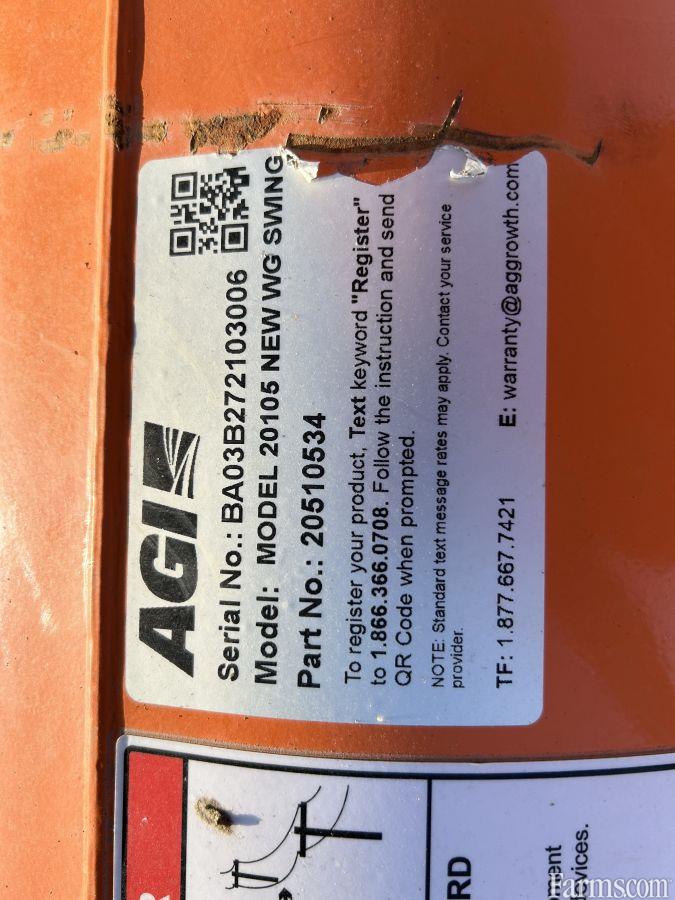 AGI
Serial No.: BA03B272103006
Model: MODEL 20105 NEW WG SWING
Part No.: 20510534
To register your product, Text keyword "Register"
to 1.866.366.0708. Follow the instruction and send
QR Code when prompted.
NOTE: Standard text message rates may apply. Contact your service
provider.
TF: 1.877.667.7421 E: warranty@aggrowth.com
R
RD
ment
vices.
Farms.com